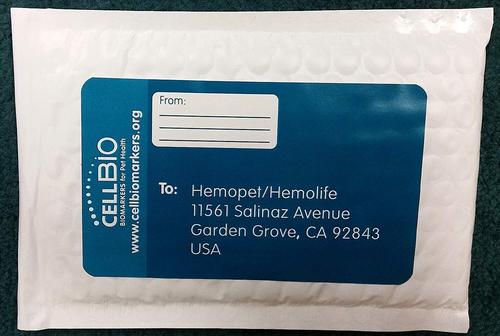 CELLBIO
BIOMARKERS for Pet Health
www.cellbiomarkers.org
From:
To: Hemopet/Hemolife
11561 Salinaz Avenue
Garden Grove, CA 92843
USA